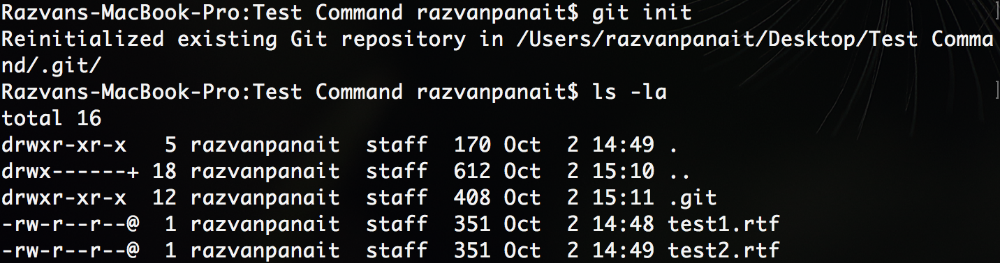 Razvans-MacBook-Pro:Test Command razvanpanait$ git init
Reinitialized existing Git repository in /Users/razvanpanait/Desktop/Test Comma
nd/.git/
Razvans-MacBook-Pro:Test Command razvanpanait$ ls -la
total 16
drwxr-xr-x   5 razvanpanait  staff  170 Oct  2 14:49 .
drwx------+ 18 razvanpanait  staff  612 Oct  2 15:10 ..
drwxr-xr-x  12 razvanpanait  staff  408 Oct  2 15:11 .git
-rw-r--r--@  1 razvanpanait  staff  351 Oct  2 14:48 test1.rtf
-rw-r--r--@  1 razvanpanait  staff  351 Oct  2 14:49 test2.rtf